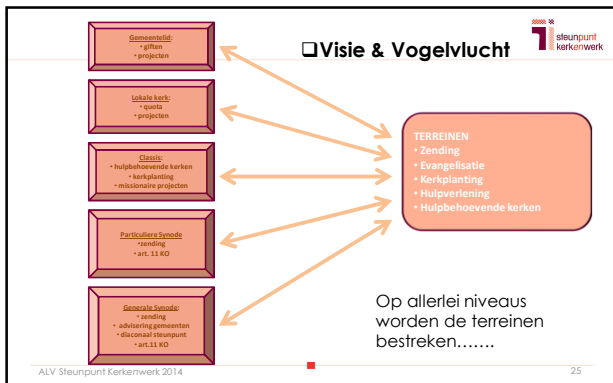 ❑Visie & Vogelvlucht
steunpunt
kerkenwerk
Gemeentelid:
• giften
• projecten
Lokale kerk:
• quota
• projecten
Classis:
• hulpbehoevende kerken
• kerkplanting
• missionaire projecten
Particuliere Synode
•zending
• art. 11 KO
Generale Synode:
• zending
• advisering gemeenten
• diaconaal steunpunt
• art.11 KO
TERREINEN
• Zending
• Evangelisatie
• Kerkplanting
• Hulpverlening
• Hulpbehoevende kerken
Op allerlei niveaus
worden de terreinen
bestreken.......
ALV Steunpunt Kerkenwerk 2014
25